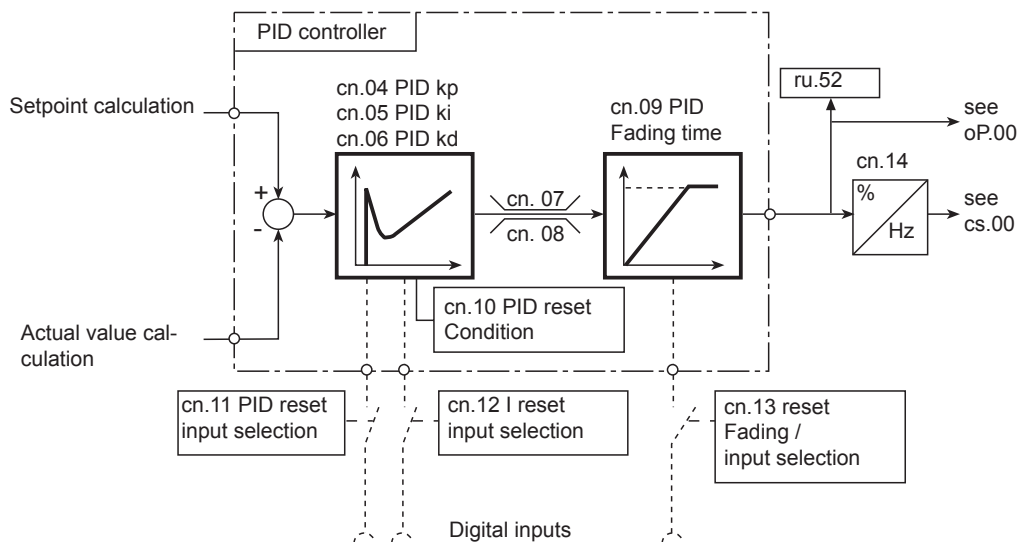 PID controller
Setpoint calculation
cn.04 PID kp
cn.05 PID ki
cn.06 PID kd
cn.09 PID
Fading time
ru.52
see
oP.00
cn.14
%
Hz
see
cs.00
+
-
cn. 07
cn. 08
cn.10 PID reset
Condition
Actual value cal-
culation
cn.11 PID reset
input selection
cn.12 I reset
input selection
cn.13 reset
Fading /
input selection
Digital inputs